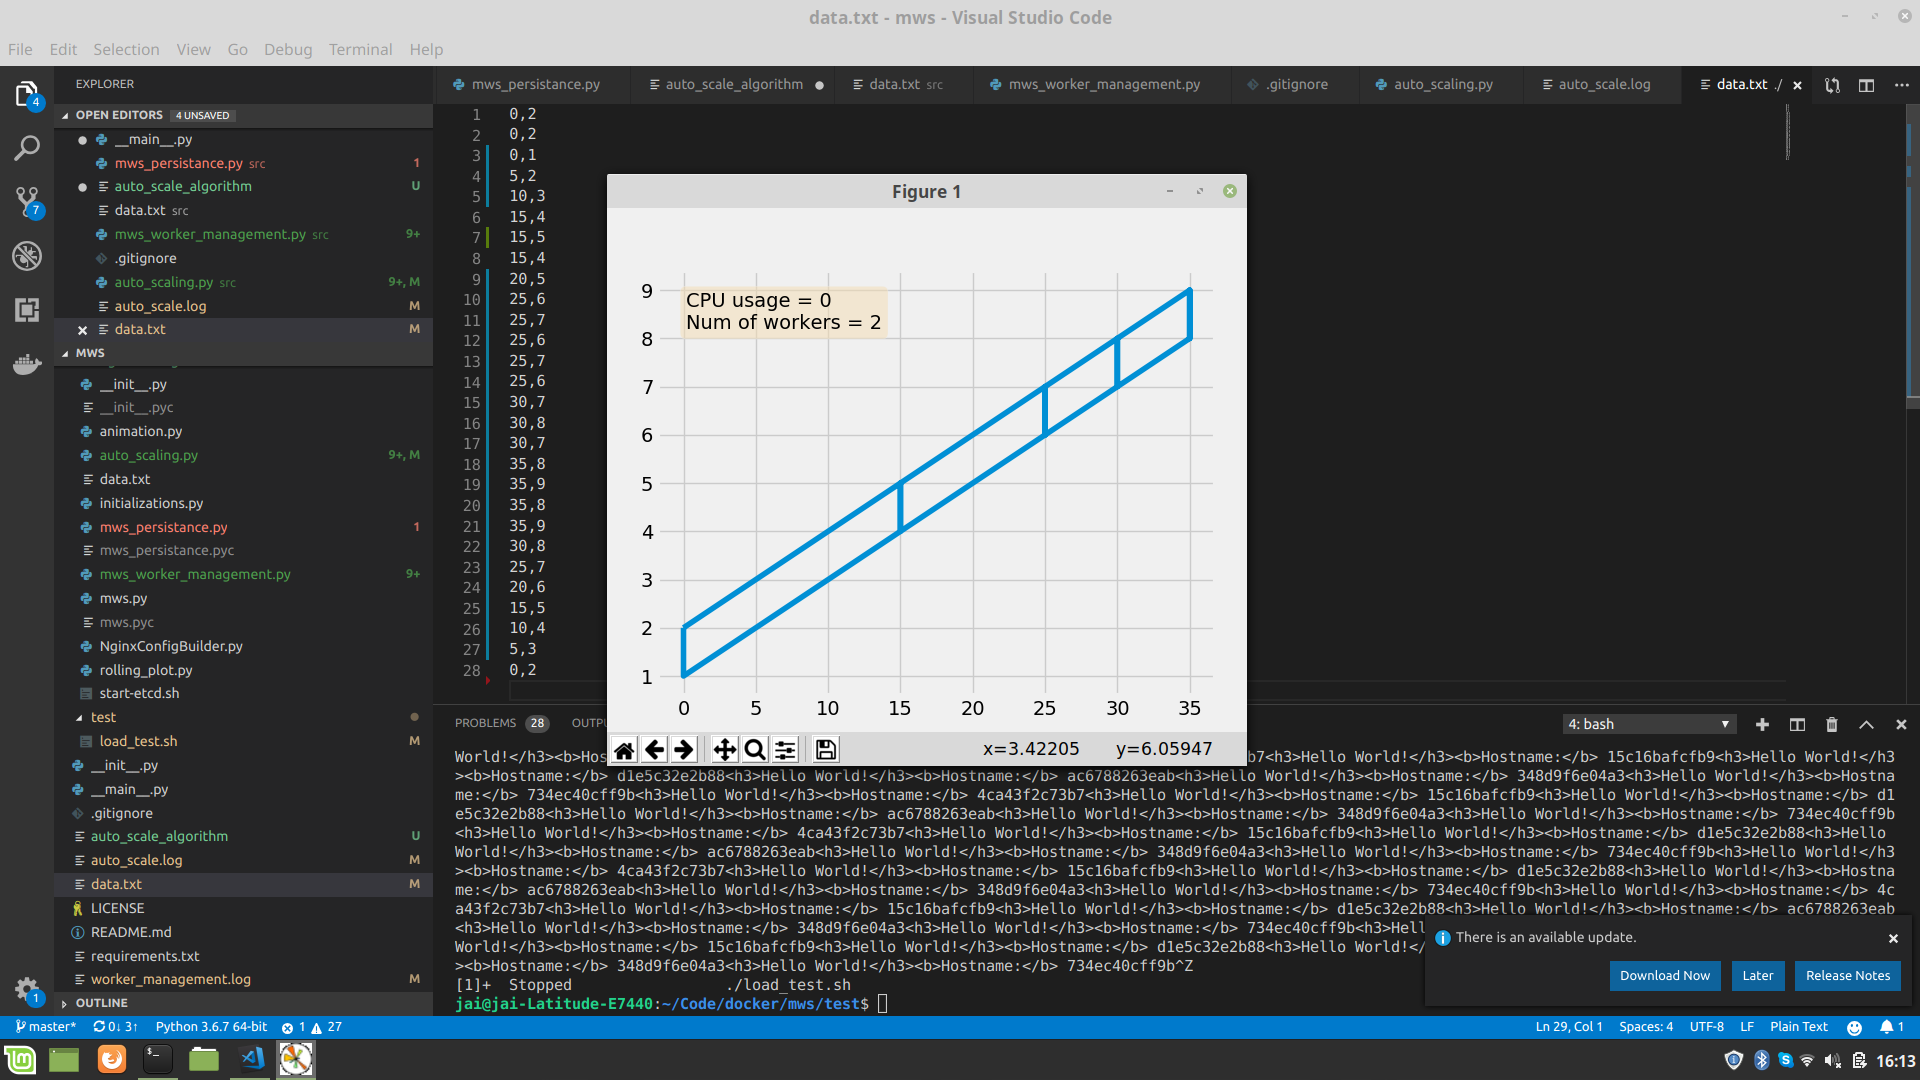 data.txt - mws - Visual Studio Code
File Edit Selection View Go Debug Terminal Help
EXPLORER
OPEN EDITORS 4 UNSAVED
__main__.py
mws_persistance.py src 1
auto_scale_algorithm U
data.txt src
mws_worker_management.py src 9+
.gitignore
auto_scaling.py src 9+, M
auto_scale.log M
data.txt M
MWS
__init__.py
__init__.pyc
animation.py
auto_scaling.py 9+, M
data.txt
initializations.py
mws_persistance.py 1
mws_persistance.pyc
mws_worker_management.py 9+
mws.py
mws.pyc
NginxConfigBuilder.py
rolling_plot.py
start-etcd.sh
test
load_test.sh M
__init__.py
__main__.py
.gitignore
auto_scale_algorithm U
auto_scale.log M
data.txt M
LICENSE
README.md
requirements.txt
worker_management.log M
OUTLINE
4
7
1
mws_persistance.py auto_scale_algorithm data.txt src mws_worker_management.py .gitignore auto_scaling.py auto_scale.log data.txt ./
1 0,2
2 0,2
3 0,1
4 5,2
5 10,3
6 15,4
7 15,5
8 15,4
9 20,5
10 25,6
11 25,7
12 25,6
13 25,7
14 25,6
15 30,7
16 30,8
17 30,7
18 35,8
19 35,9
20 35,8
21 35,9
22 30,8
23 25,7
24 20,6
25 15,5
26 10,4
27 5,3
28 0,2
Figure 1
CPU usage = 0
Num of workers = 2
9
8
7
6
5
4
3
2
1
0 5 10 15 20 25 30 35
x=3.42205 y=6.05947
PROBLEMS 28 OUTPU 4: bash
World!</h3><b>Hos b7<h3>Hello World!</h3><b>Hostname:</b> 15c16bafcfb9<h3>Hello World!</h3
><b>Hostname:</b> d1e5c32e2b88<h3>Hello World!</h3><b>Hostname:</b> ac6788263eab<h3>Hello World!</h3><b>Hostname:</b> 348d9f6e04a3<h3>Hello World!</h3><b>Hostna
me:</b> 734ec40cff9b<h3>Hello World!</h3><b>Hostname:</b> 4ca43f2c73b7<h3>Hello World!</h3><b>Hostname:</b> 15c16bafcfb9<h3>Hello World!</h3><b>Hostname:</b> d1
e5c32e2b88<h3>Hello World!</h3><b>Hostname:</b> ac6788263eab<h3>Hello World!</h3><b>Hostname:</b> 348d9f6e04a3<h3>Hello World!</h3><b>Hostname:</b> 734ec40cff9b
<h3>Hello World!</h3><b>Hostname:</b> 4ca43f2c73b7<h3>Hello World!</h3><b>Hostname:</b> 15c16bafcfb9<h3>Hello World!</h3><b>Hostname:</b> d1e5c32e2b88<h3>Hello
World!</h3><b>Hostname:</b> ac6788263eab<h3>Hello World!</h3><b>Hostname:</b> 348d9f6e04a3<h3>Hello World!</h3><b>Hostname:</b> 734ec40cff9b<h3>Hello World!</h3
><b>Hostname:</b> 4ca43f2c73b7<h3>Hello World!</h3><b>Hostname:</b> 15c16bafcfb9<h3>Hello World!</h3><b>Hostname:</b> d1e5c32e2b88<h3>Hello World!</h3><b>Hostna
me:</b> ac6788263eab<h3>Hello World!</h3><b>Hostname:</b> 348d9f6e04a3<h3>Hello World!</h3><b>Hostname:</b> 734ec40cff9b<h3>Hello World!</h3><b>Hostname:</b> 4c
a43f2c73b7<h3>Hello World!</h3><b>Hostname:</b> 15c16bafcfb9<h3>Hello World!</h3><b>Hostname:</b> d1e5c32e2b88<h3>Hello World!</h3><b>Hostname:</b> ac6788263eab
<h3>Hello World!</h3><b>Hostname:</b> 348d9f6e04a3<h3>Hello World!</h3><b>Hostname:</b> 734ec40cff9b<h3>Hell
World!</h3><b>Hostname:</b> 15c16bafcfb9<h3>Hello World!</h3><b>Hostname:</b> d1e5c32e2b88<h3>Hello World!</
><b>Hostname:</b> 348d9f6e04a3<h3>Hello World!</h3><b>Hostname:</b> 734ec40cff9b^Z
[1]+ Stopped ./load_test.sh
jai@jai-Latitude-E7440:~/Code/docker/mws/test$
There is an available update.
Download Now Later Release Notes
master* 0↓ 3↑ Python 3.6.7 64-bit 1 27 Ln 29, Col 1 Spaces: 4 UTF-8 LF Plain Text 1
16:13